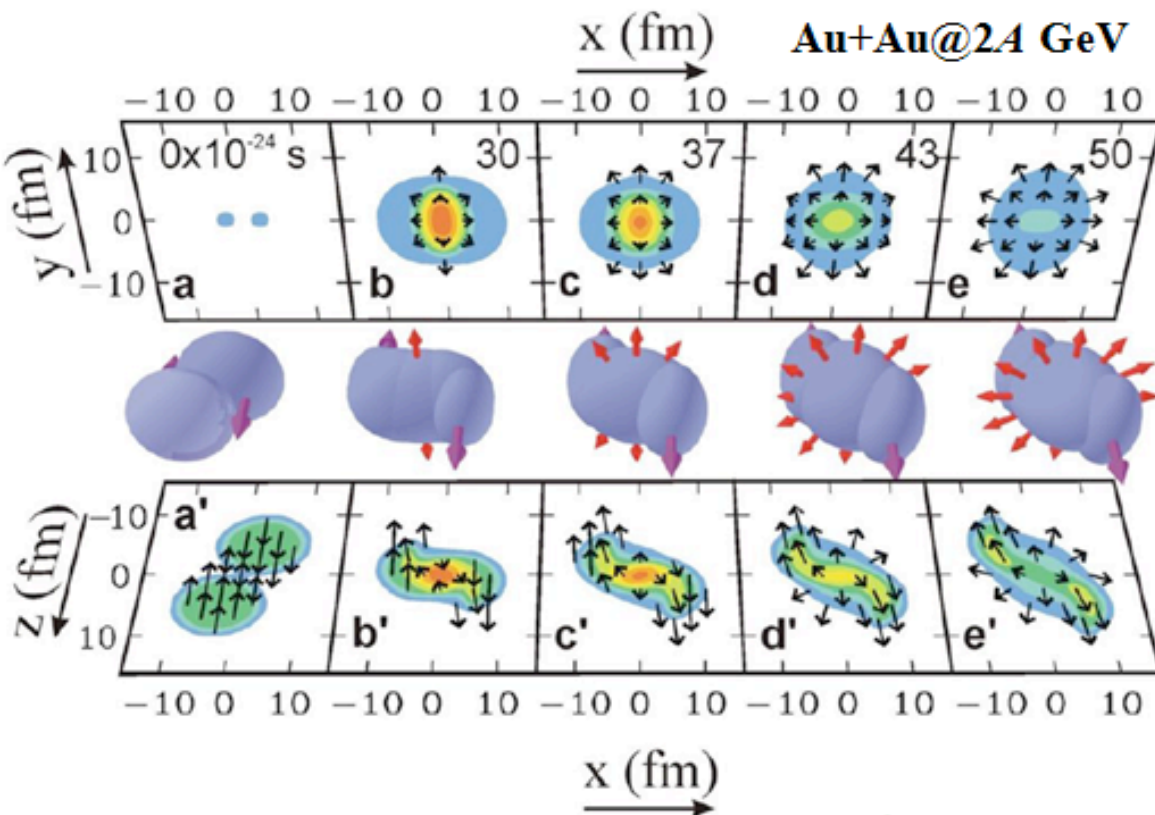 x (fm)
Au+Au@2A GeV
−10 0 10 −10 0 10 −10 0 10 −10 0 10 −10 0 10
y (fm)
10
0
−10
0x10⁻²⁴ s
30
37
43
50
a
b
c
d
e
z (fm)
−10
0
10
a'
b'
c'
d'
e'
−10 0 10 −10 0 10 −10 0 10 −10 0 10 −10 0 10
x (fm)